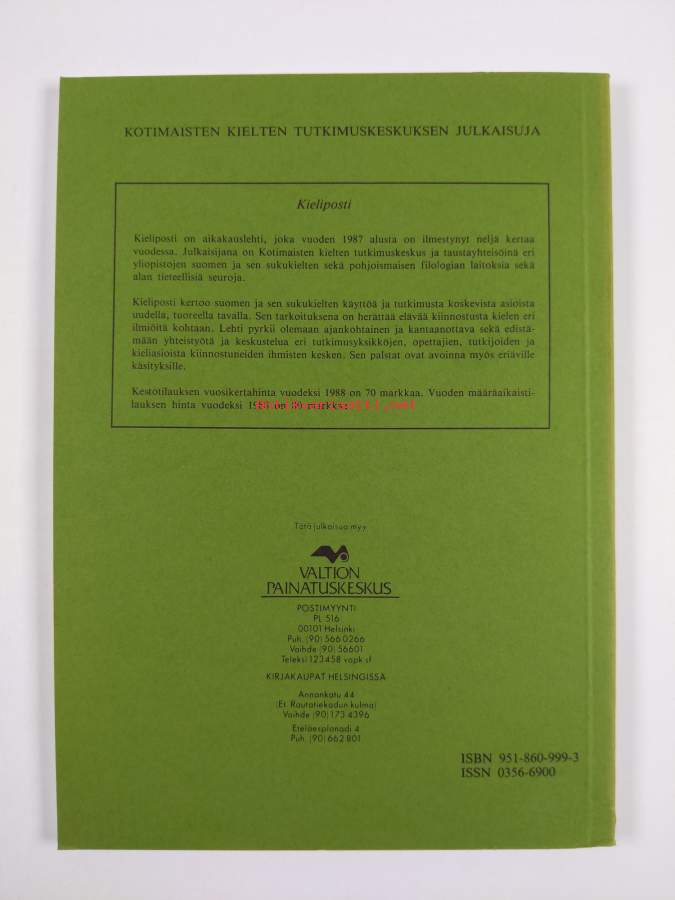 KOTIMAISTEN KIELTEN TUTKIMUSKESKUKSEN JULKAISUJA
Kieliposti
Kieliposti on aikakauslehti, joka vuoden 1987 alusta on ilmestynyt neljä kertaa
vuodessa. Julkaisijana on Kotimaisten kielten tutkimuskeskus ja taustayhteisöinä eri
yliopistojen suomen ja sen sukukielten sekä pohjoismaisen filologian laitoksia sekä
alan tieteellisiä seuroja.
Kieliposti kertoo suomen ja sen sukukielten käyttöä ja tutkimusta koskevista asioista
uudella, tuoreella tavalla. Sen tarkoituksena on herättää elävää kiinnostusta kielen eri
ilmiöitä kohtaan. Lehti pyrkii olemaan ajankohtainen ja kantaanottava sekä edistä-
mään yhteistyötä ja keskustelua eri tutkimusyksikköjen, opettajien, tutkijoiden ja
kieliasioista kiinnostuneiden ihmisten kesken. Sen palstat ovat avoinna myös eriäville
käsityksille.
Kestotilauksen vuosikertahinta vuodeksi 1988 on 70 markkaa. Vuoden määräaikaisti-
lauksen hinta vuodeksi on markkaa.
Tätä julkaisua myy
VALTION
PAINATUSKESKUS
POSTIMYYNTI
PL 516
00101 Helsinki
Puh. (90) 566 0266
Vaihde (90) 56601
Teleksi 123458 vapk sf
KIRJAKAUPAT HELSINGISSÄ
Annankatu 44
(Et. Rautatiekadun kulma)
Vaihde (90) 173 4396
Eteläesplanadi 4
Puh. (90) 662 801
ISBN 951-860-999-3
ISSN 0356-6900